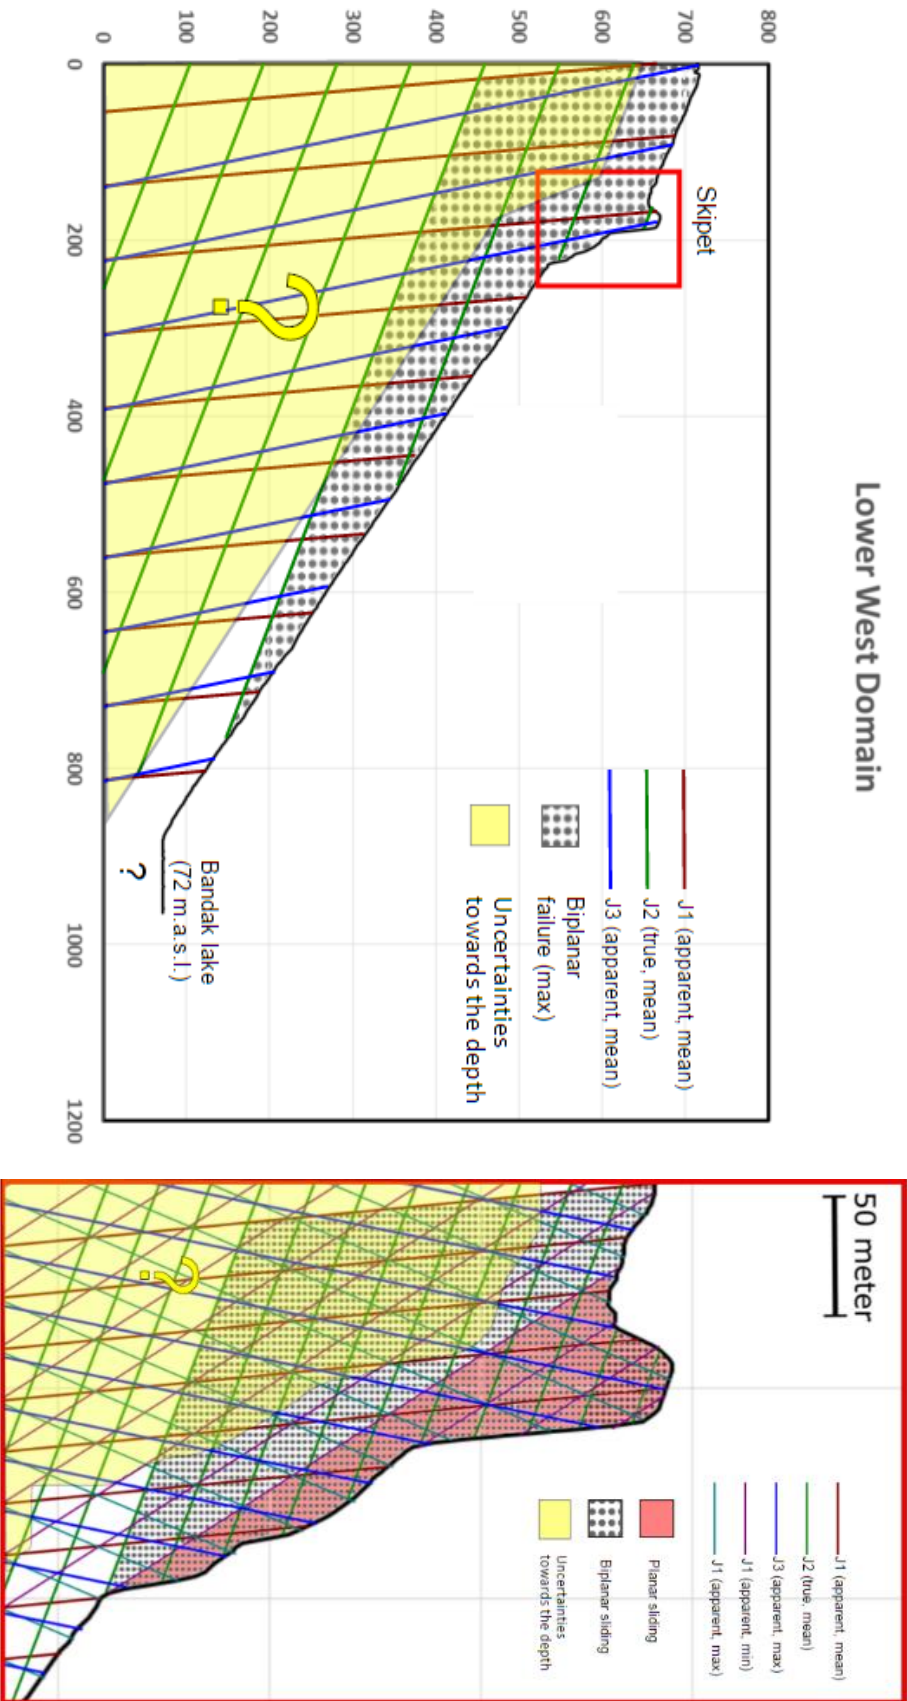 Lower West Domain
800
700
600
500
400
300
200
100
0
0
200
400
600
800
1000
1200
Skipet
?
J1 (apparent, mean)
J2 (true, mean)
J3 (apparent, mean)
Biplanar
failure (max)
Uncertainties
towards the depth
Bandak lake
(72 m.a.s.l.)
?
50 meter
?
J1 (apparent, mean)
J2 (true, mean)
J3 (apparent, max)
J1 (apparent, min)
J1 (apparent, max)
Planar sliding
Biplanar sliding
Uncertainties
towards the depth